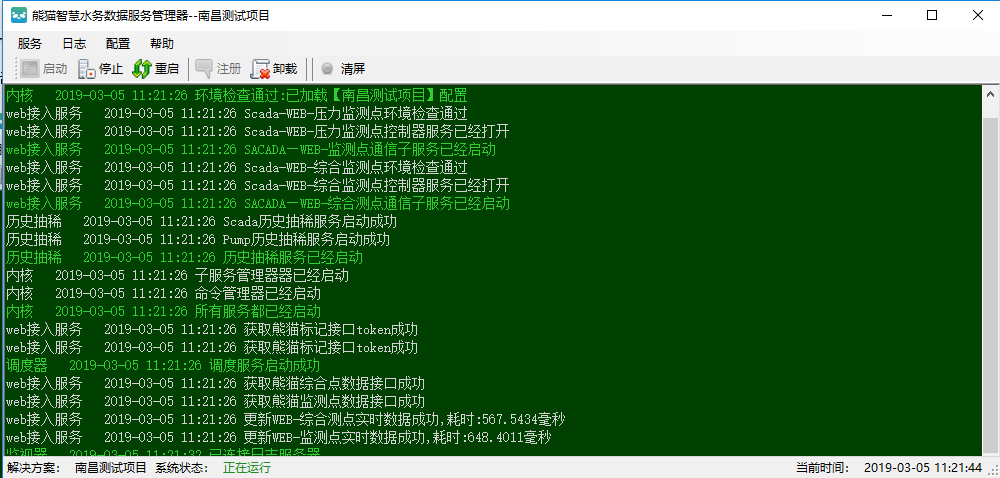 熊猫智慧水务数据服务管理器--南昌测试项目
服务 日志 配置 帮助
启动 停止 重启 注册 卸载 清屏
内核 2019-03-05 11:21:26 环境检查通过:已加载【南昌测试项目】配置
web接入服务 2019-03-05 11:21:26 Scada-WEB-压力监测点环境检查通过
web接入服务 2019-03-05 11:21:26 Scada-WEB-压力监测点控制器服务已经打开
web接入服务 2019-03-05 11:21:26 SACADA—WEB-监测点通信子服务已经启动
web接入服务 2019-03-05 11:21:26 Scada-WEB-综合监测点环境检查通过
web接入服务 2019-03-05 11:21:26 Scada-WEB-综合监测点控制器服务已经打开
web接入服务 2019-03-05 11:21:26 SACADA—WEB-综合测点通信子服务已经启动
历史抽稀 2019-03-05 11:21:26 Scada历史抽稀服务启动成功
历史抽稀 2019-03-05 11:21:26 Pump历史抽稀服务启动成功
历史抽稀 2019-03-05 11:21:26 历史抽稀服务已经启动
内核 2019-03-05 11:21:26 子服务管理器器已经启动
内核 2019-03-05 11:21:26 命令管理器已经启动
内核 2019-03-05 11:21:26 所有服务都已经启动
web接入服务 2019-03-05 11:21:26 获取熊猫标记接口token成功
web接入服务 2019-03-05 11:21:26 获取熊猫标记接口token成功
调度器 2019-03-05 11:21:26 调度服务启动成功
web接入服务 2019-03-05 11:21:26 获取熊猫综合点数据接口成功
web接入服务 2019-03-05 11:21:26 获取熊猫监测点数据接口成功
web接入服务 2019-03-05 11:21:26 更新WEB-综合测点实时数据成功,耗时:567.5434毫秒
web接入服务 2019-03-05 11:21:26 更新WEB-监测点实时数据成功,耗时:648.4011毫秒
监视器 2019-03-05 11:21:32 已连接日志服务器
解决方案: 南昌测试项目 系统状态: 正在运行 当前时间: 2019-03-05 11:21:44